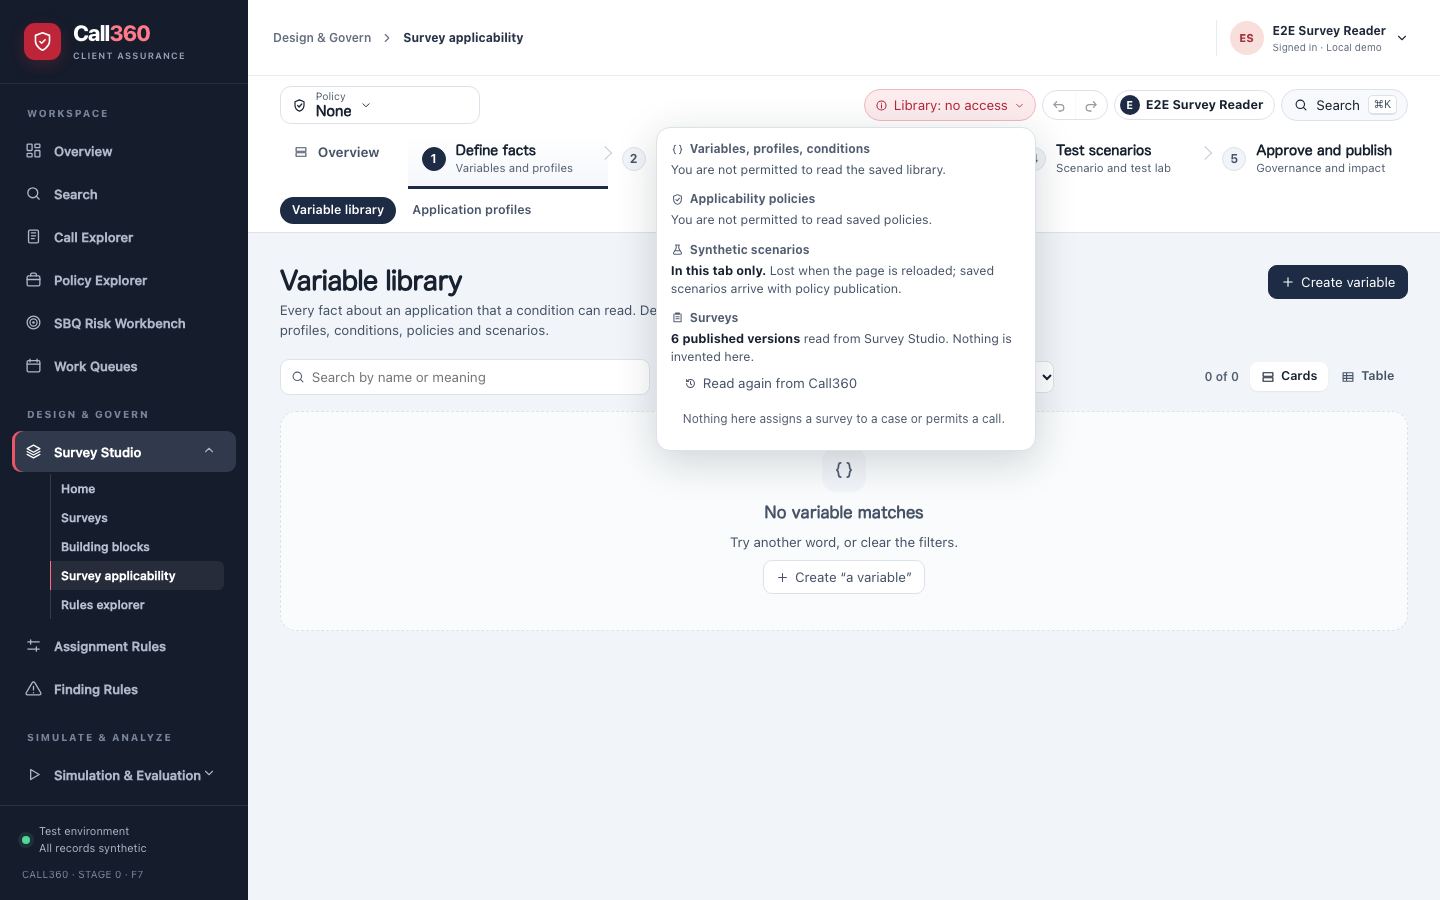 Call360
CLIENT ASSURANCE
WORKSPACE
Overview
Search
Call Explorer
Policy Explorer
SBQ Risk Workbench
Work Queues
DESIGN & GOVERN
Survey Studio
Home
Surveys
Building blocks
Survey applicability
Rules explorer
Assignment Rules
Finding Rules
SIMULATE & ANALYZE
Simulation & Evaluation
Test environment
All records synthetic
CALL360 · STAGE 0 · F7
Design & Govern > Survey applicability
ES
E2E Survey Reader
Signed in · Local demo
Policy
None
Library: no access
E E2E Survey Reader
Search ⌘K
Overview
1 Define facts
Variables and profiles
2
Test scenarios
Scenario and test lab
5 Approve and publish
Governance and impact
Variable library
Application profiles
{} Variables, profiles, conditions
You are not permitted to read the saved library.
Applicability policies
You are not permitted to read saved policies.
Synthetic scenarios
In this tab only. Lost when the page is reloaded; saved
scenarios arrive with policy publication.
Surveys
6 published versions read from Survey Studio. Nothing is
invented here.
Read again from Call360
Nothing here assigns a survey to a case or permits a call.
Variable library
Every fact about an application that a condition can read. De
profiles, conditions, policies and scenarios.
+ Create variable
Search by name or meaning
0 of 0
Cards
Table
{}
No variable matches
Try another word, or clear the filters.
+ Create “a variable”